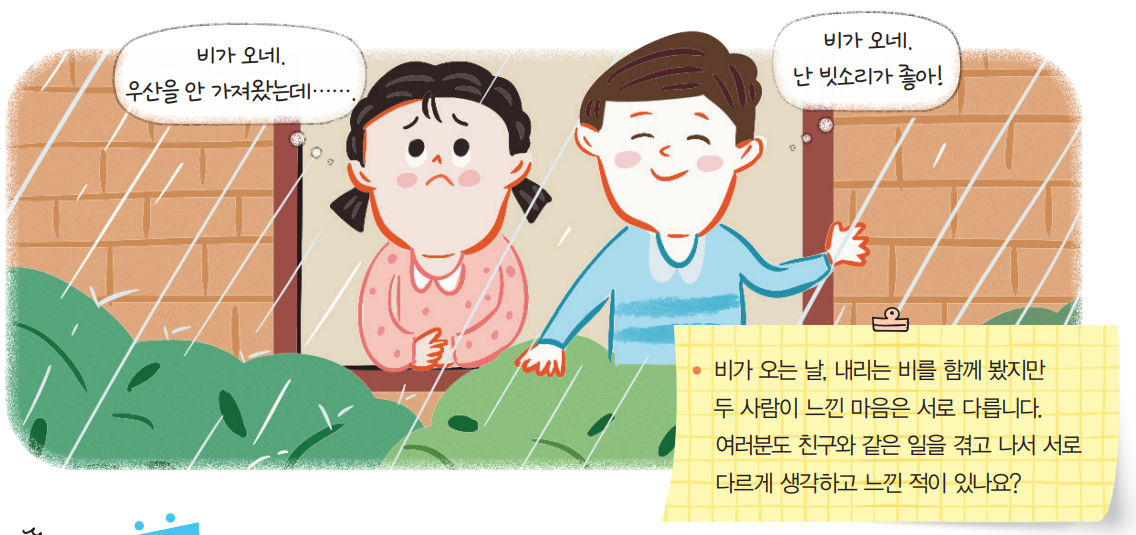 비가 오네.
우산을 안 가져왔는데…….
비가 오네.
난 빗소리가 좋아!
• 비가 오는 날, 내리는 비를 함께 봤지만
두 사람이 느낀 마음은 서로 다릅니다.
여러분도 친구와 같은 일을 겪고 나서 서로
다르게 생각하고 느낀 적이 있나요?